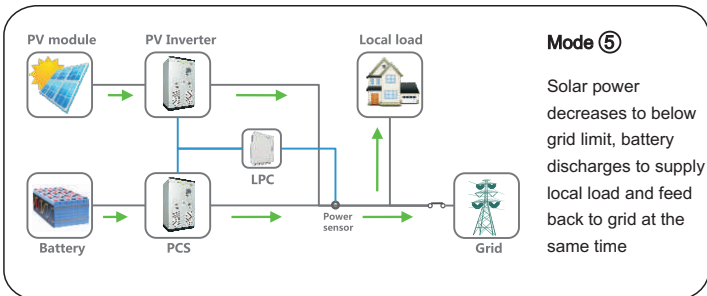 PV module
PV Inverter
Local load
LPC
Power
sensor
Battery
PCS
Grid
Mode ⑤
Solar power
decreases to below
grid limit, battery
discharges to supply
local load and feed
back to grid at the
same time